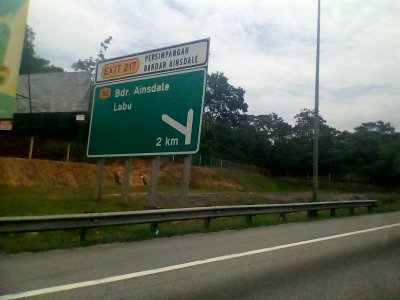 EXIT 217
PERSIMPANGAN
BANDAR AINSDALE
Bdr. Ainsdale
Labu
2 km